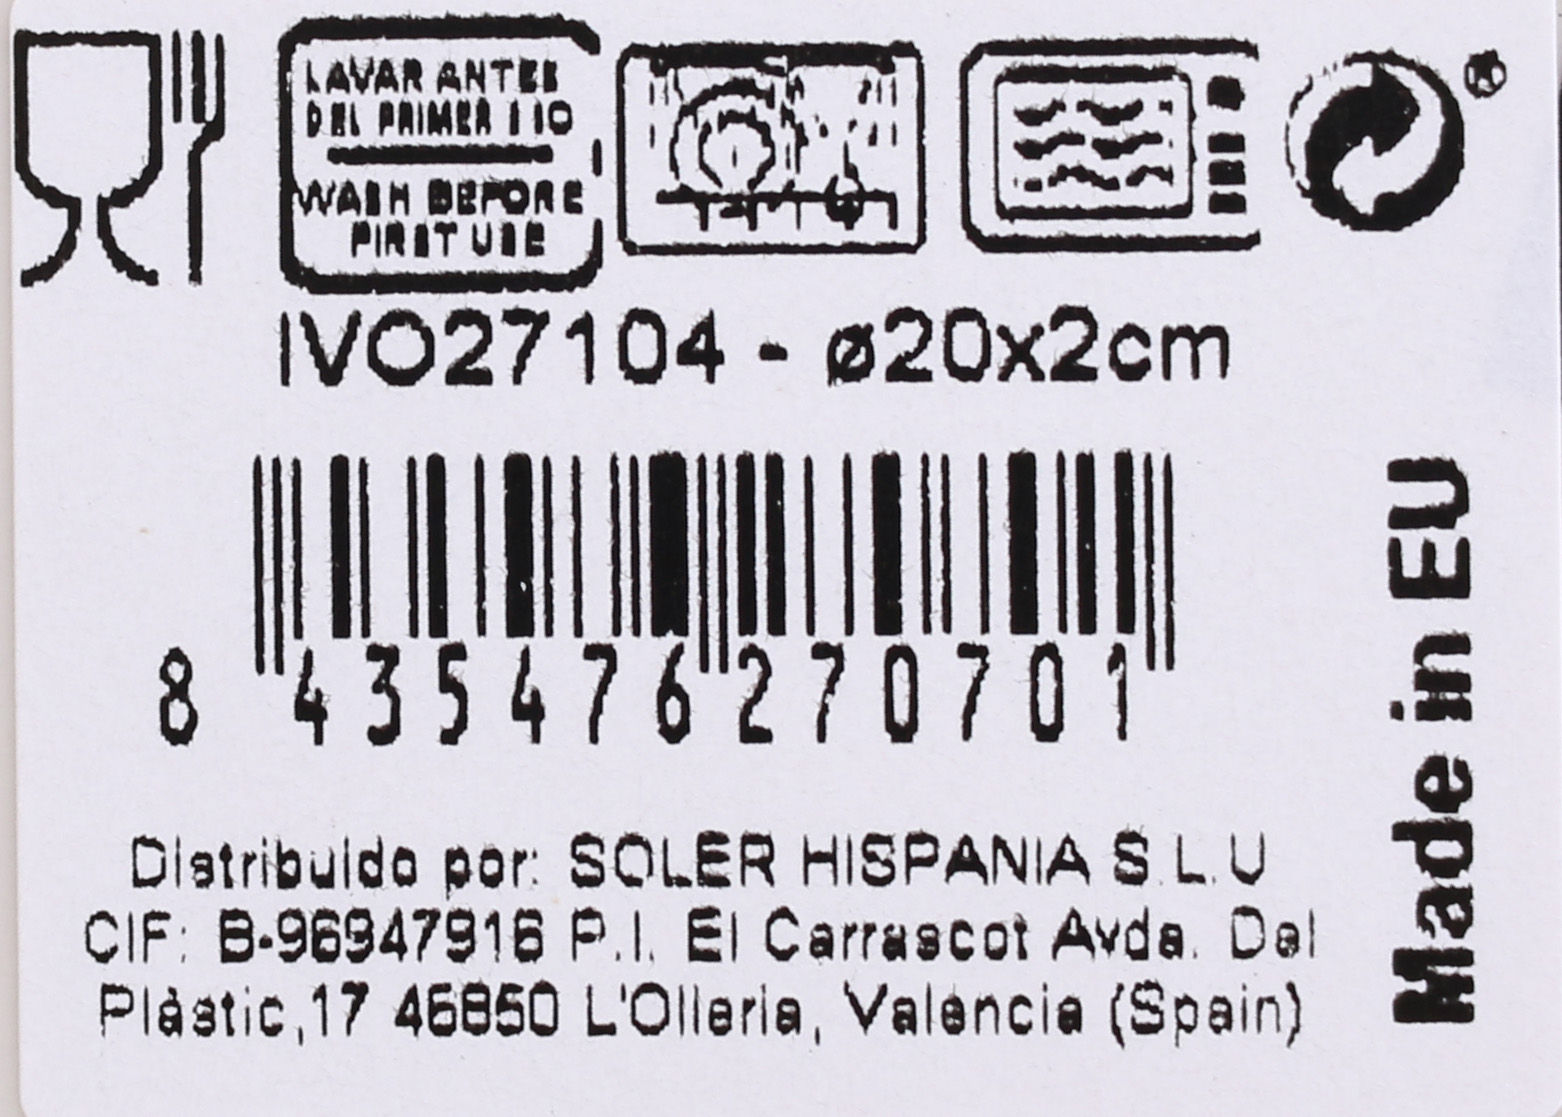 LAVAR ANTES
DEL PRIMER USO
WASH BEFORE
FIRST USE
IVO27104 - ø20x2cm
8 435476 270701
Distribuido por: SOLER HISPANIA S.L.U
CIF: B-96947916 P.I. El Carrascot Avda. Del
Plàstic,17 46850 L'Olleria, Valencia (Spain)
Made in EU